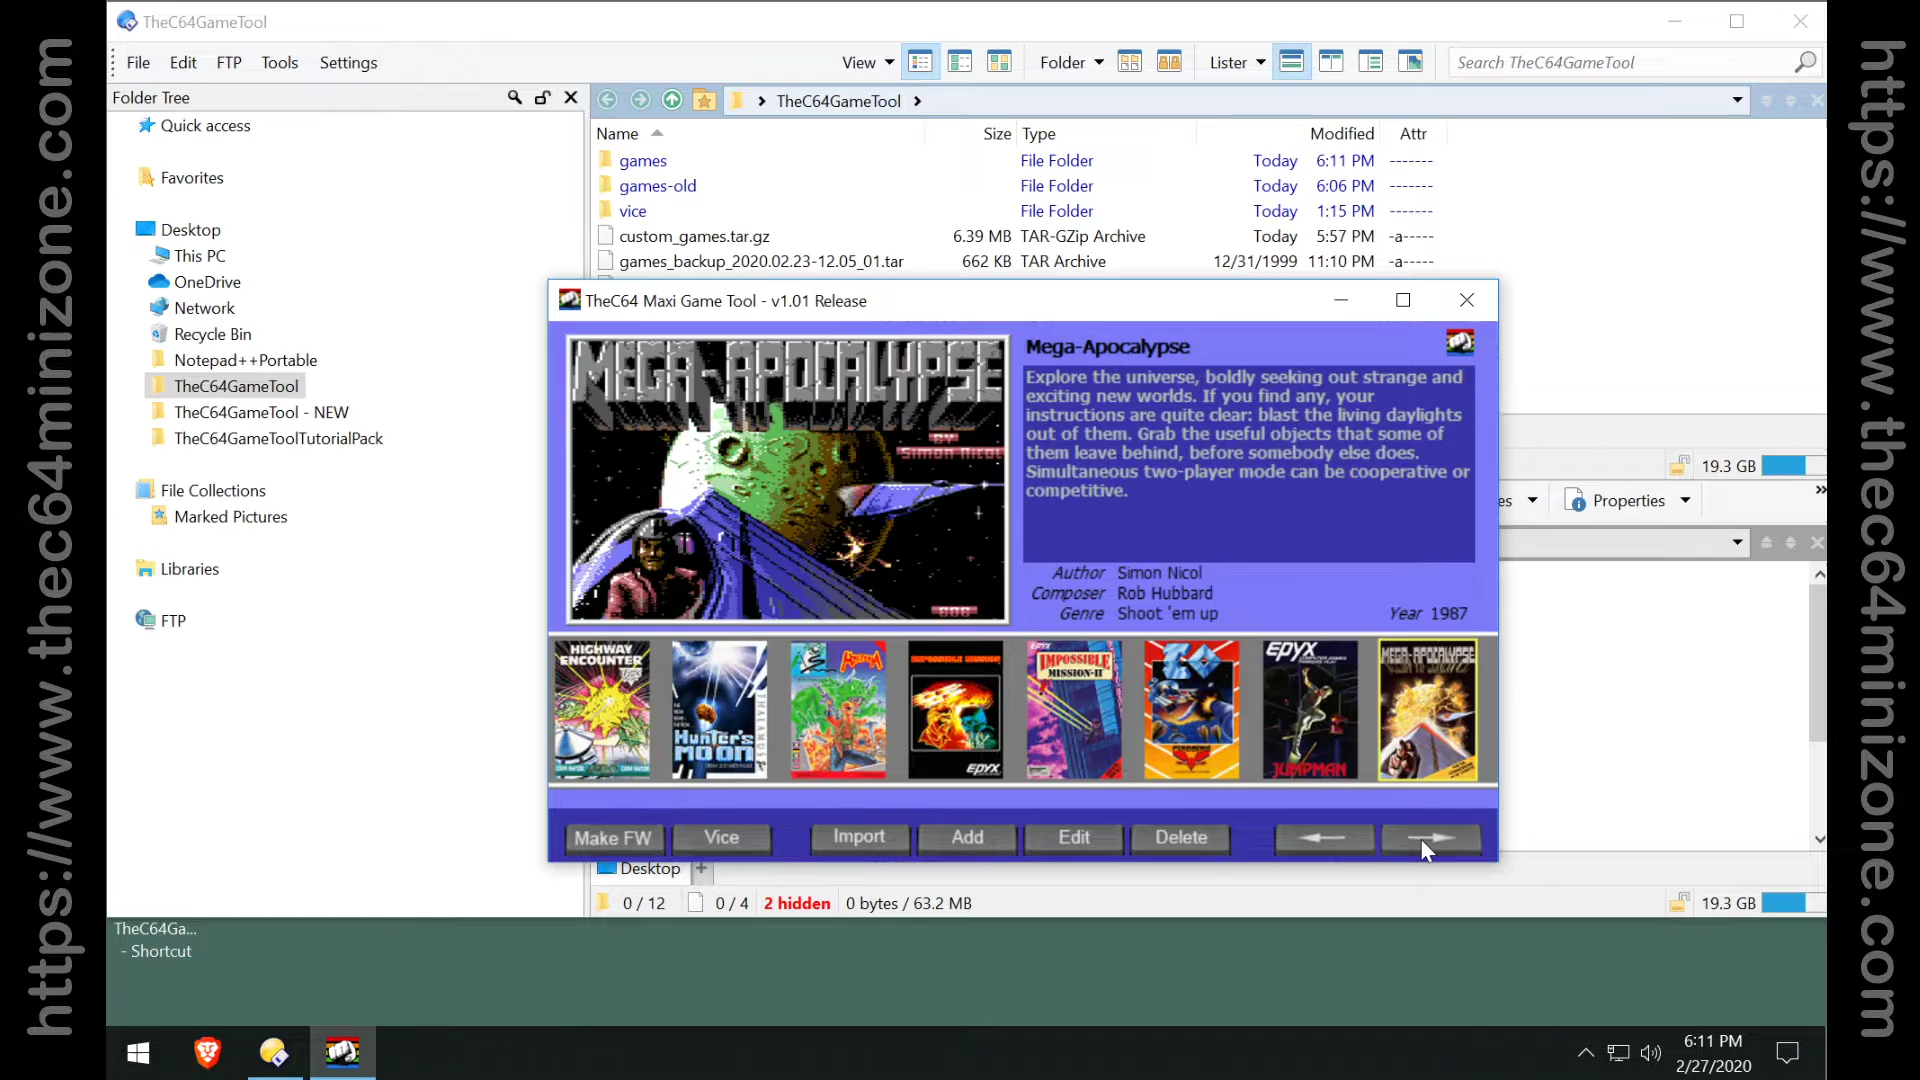 https://www.thec64minizone.com
TheC64GameTool
File Edit FTP Tools Settings
View Folder Lister Search TheC64GameTool
Folder Tree
TheC64GameTool
Quick access
Favorites
Desktop
This PC
OneDrive
Network
Recycle Bin
Notepad++Portable
TheC64GameTool
TheC64GameTool - NEW
TheC64GameToolTutorialPack
File Collections
Marked Pictures
Libraries
FTP
Name Size Type Modified Attr
games File Folder Today 6:11 PM -------
games-old File Folder Today 6:06 PM -------
vice File Folder Today 1:15 PM -------
custom_games.tar.gz 6.39 MB TAR-GZip Archive Today 5:57 PM -a-----
games_backup_2020.02.23-12.05_01.tar 662 KB TAR Archive 12/31/1999 11:10 PM -a-----
19.3 GB
es Properties
TheC64 Maxi Game Tool - v1.01 Release
MEGA-APOCALYPSE
BY
SIMON NICOL
Mega-Apocalypse
Explore the universe, boldly seeking out strange and
exciting new worlds. If you find any, your
instructions are quite clear: blast the living daylights
out of them. Grab the useful objects that some of
them leave behind, before somebody else does.
Simultaneous two-player mode can be cooperative or
competitive.
Author Simon Nicol
Composer Rob Hubbard
Genre Shoot 'em up Year 1987
HIGHWAY
ENCOUNTER
Hunter's
MOON
THALAMUS
IMPOSSIBLE MISSION
EPYX
EPYX
IMPOSSIBLE
MISSION-II
EPYX
JUMPMAN
MEGA-APOCALYPSE
Make FW Vice Import Add Edit Delete
Desktop +
0 / 12 0 / 4 2 hidden 0 bytes / 63.2 MB 19.3 GB
TheC64Ga...
- Shortcut
6:11 PM
2/27/2020
https://www.thec64minizone.com